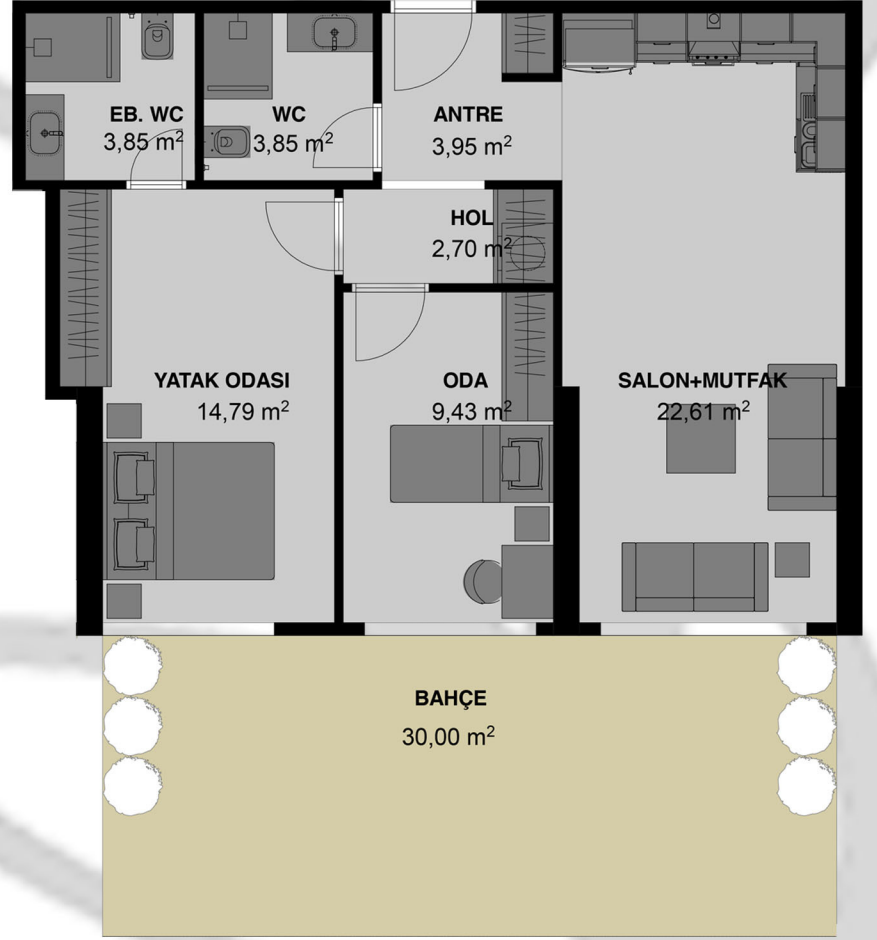 EB. WC
3,85 m²
WC
3,85 m²
ANTRE
3,95 m²
HOL
2,70 m²
YATAK ODASI
14,79 m²
ODA
9,43 m²
SALON+MUTFAK
22,61 m²
BAHÇE
30,00 m²